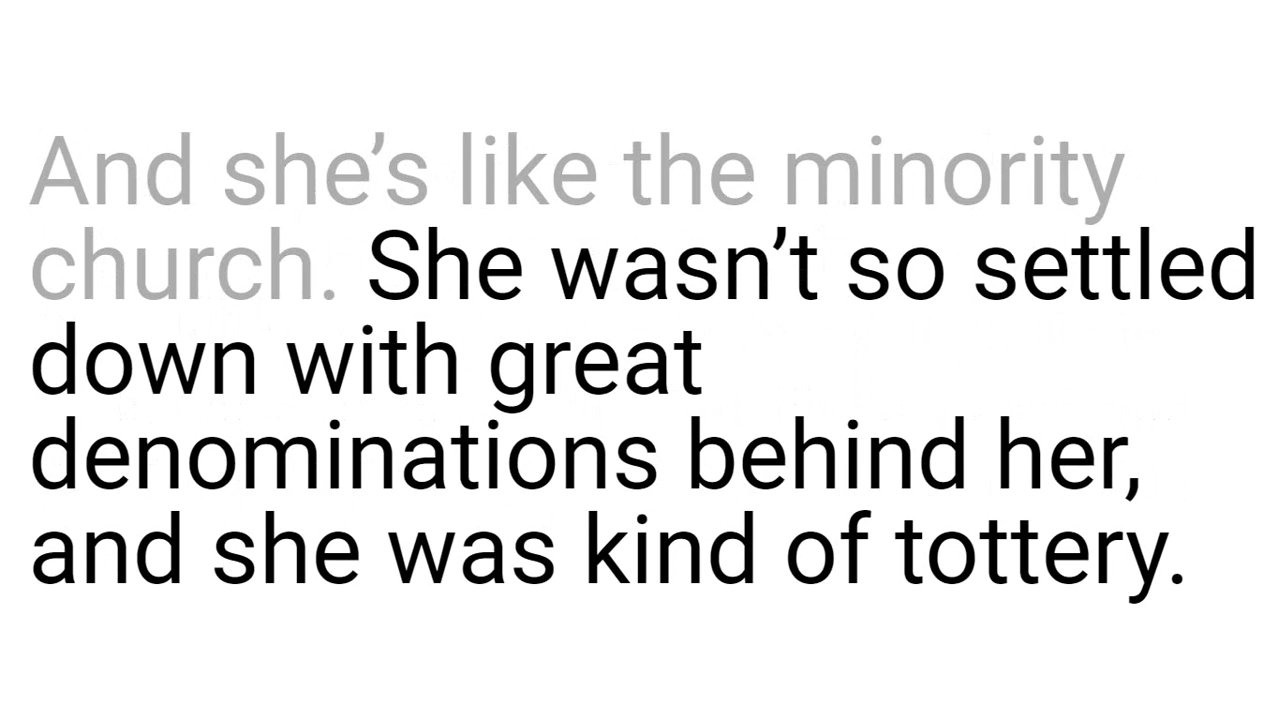 And she’s like the minority
church. She wasn’t so settled
down with great
denominations behind her,
and she was kind of tottery.